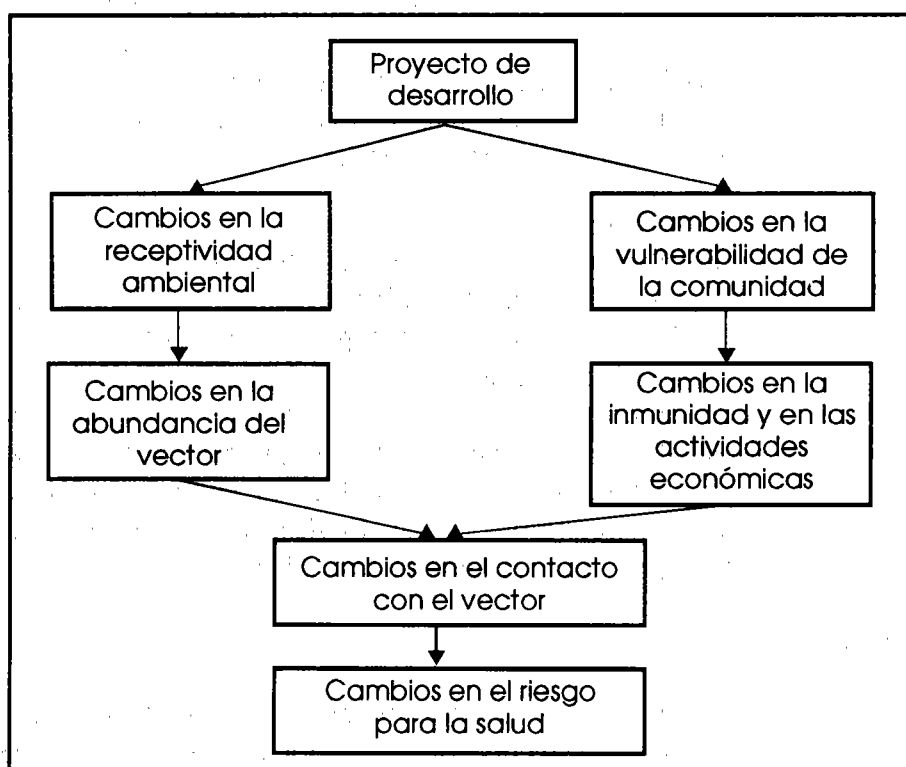 Proyecto de
desarrollo
Cambios en la
receptividad
ambiental
Cambios en la
vulnerabilidad de
la comunidad
Cambios en la
abundancia del
vector
Cambios en la
inmunidad y en las
actividades
económicas
Cambios en el contacto
con el vector
Cambios en el riesgo
para la salud